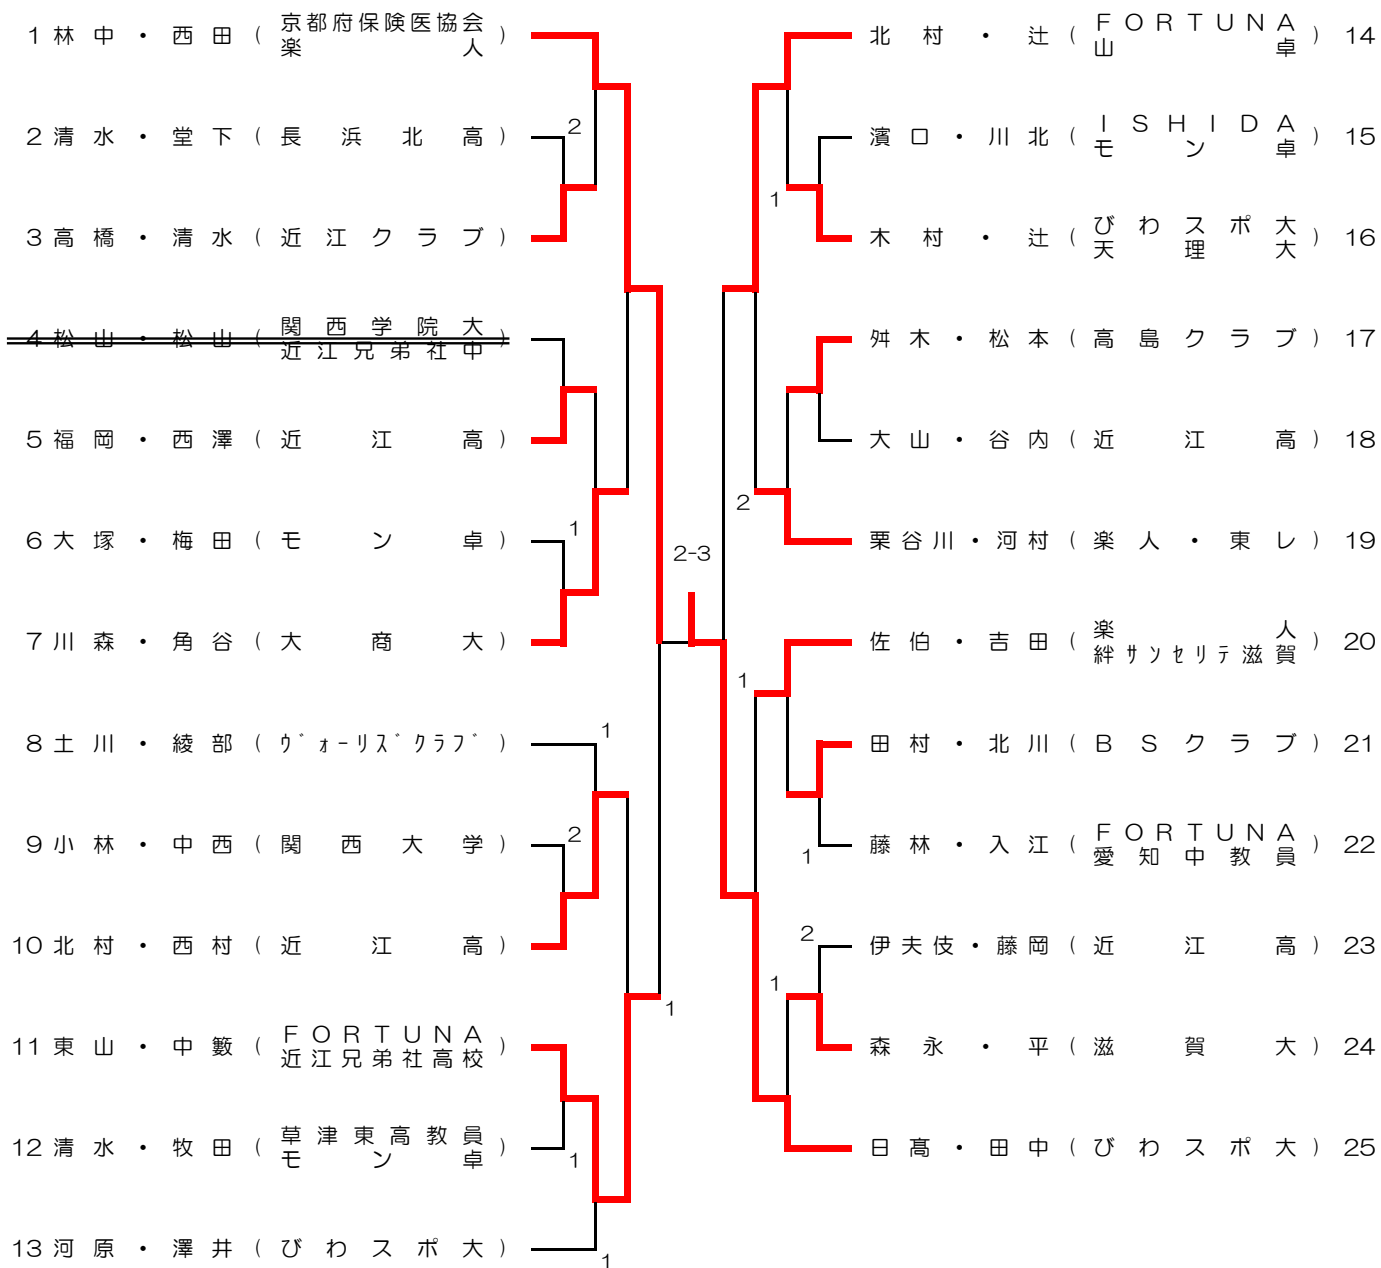 1 林中・西田(京都府保険医協会
楽人)
2
2 清水・堂下(長浜北高)
3 高橋・清水(近江クラブ)
4 松山・松山(関西学院大
近江兄弟社中)
5 福岡・西澤(近江高)
1
6 大塚・梅田(モン卓)
7 川森・角谷(大商大)
1
8 土川・綾部(ヴォーリズクラブ)
2
9 小林・中西(関西大学)
10 北村・西村(近江高)
1
11 東山・中籔(FORTUNA
近江兄弟社高校)
12 清水・牧田(草津東高教員
モン卓)
1
13 河原・澤井(びわスポ大)
1
2-3
北村・辻(FORTUNA
山卓) 14
濱口・川北(ISHIDA
モン卓) 15
1
木村・辻(びわスポ大
天理大) 16
舛木・松本(高島クラブ) 17
大山・谷内(近江高) 18
2
栗谷川・河村(楽人・東レ) 19
佐伯・吉田(楽人
絆サンセリテ滋賀) 20
1
田村・北川(BSクラブ) 21
藤林・入江(FORTUNA
愛知中教員) 22
1
2
伊夫伎・藤岡(近江高) 23
1
森永・平(滋賀大) 24
日髙・田中(びわスポ大) 25